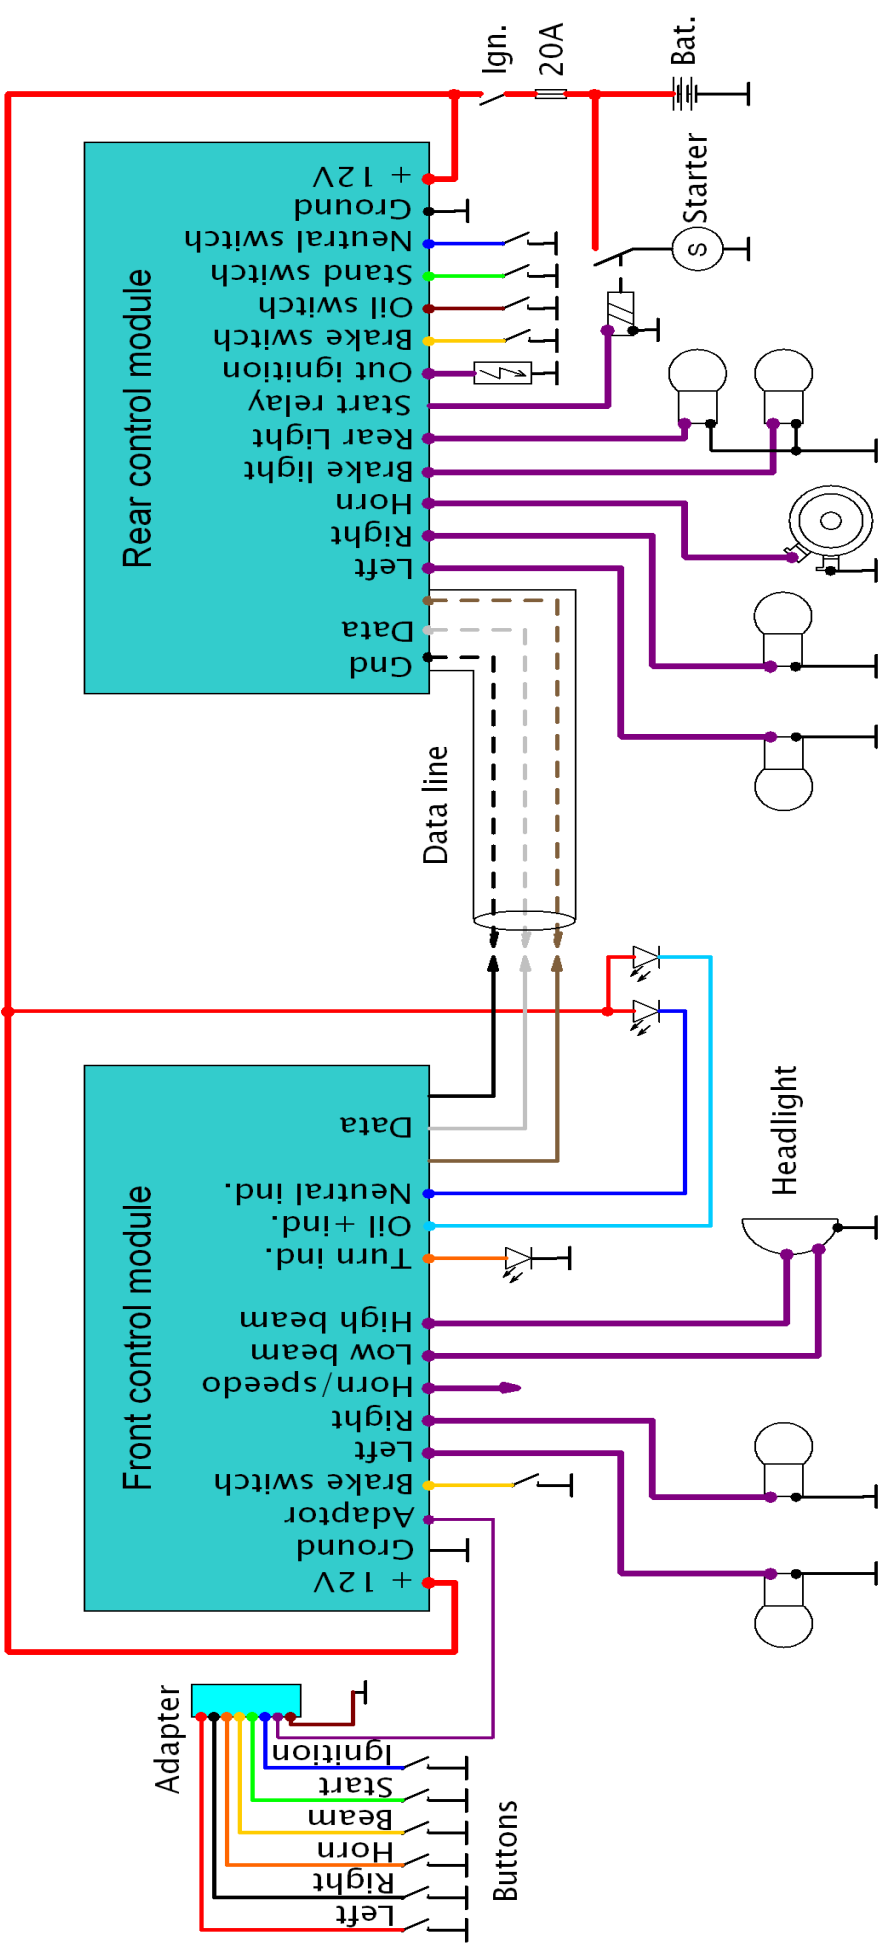 Ign.
20A
Bat.
Starter
S
Rear control module
+ 12V
Ground
Neutral switch
Stand switch
Oil switch
Brake switch
Out ignition
Start relay
Rear Light
Brake light
Horn
Right
Left
Data
Gnd
Data line
Front control module
Data
Neutral ind.
Oil +ind.
Turn ind.
High beam
Low beam
Horn/speedo
Right
Left
Brake switch
Adaptor
Ground
+ 12V
Headlight
Adapter
Ignition
Start
Beam
Horn
Right
Left
Buttons